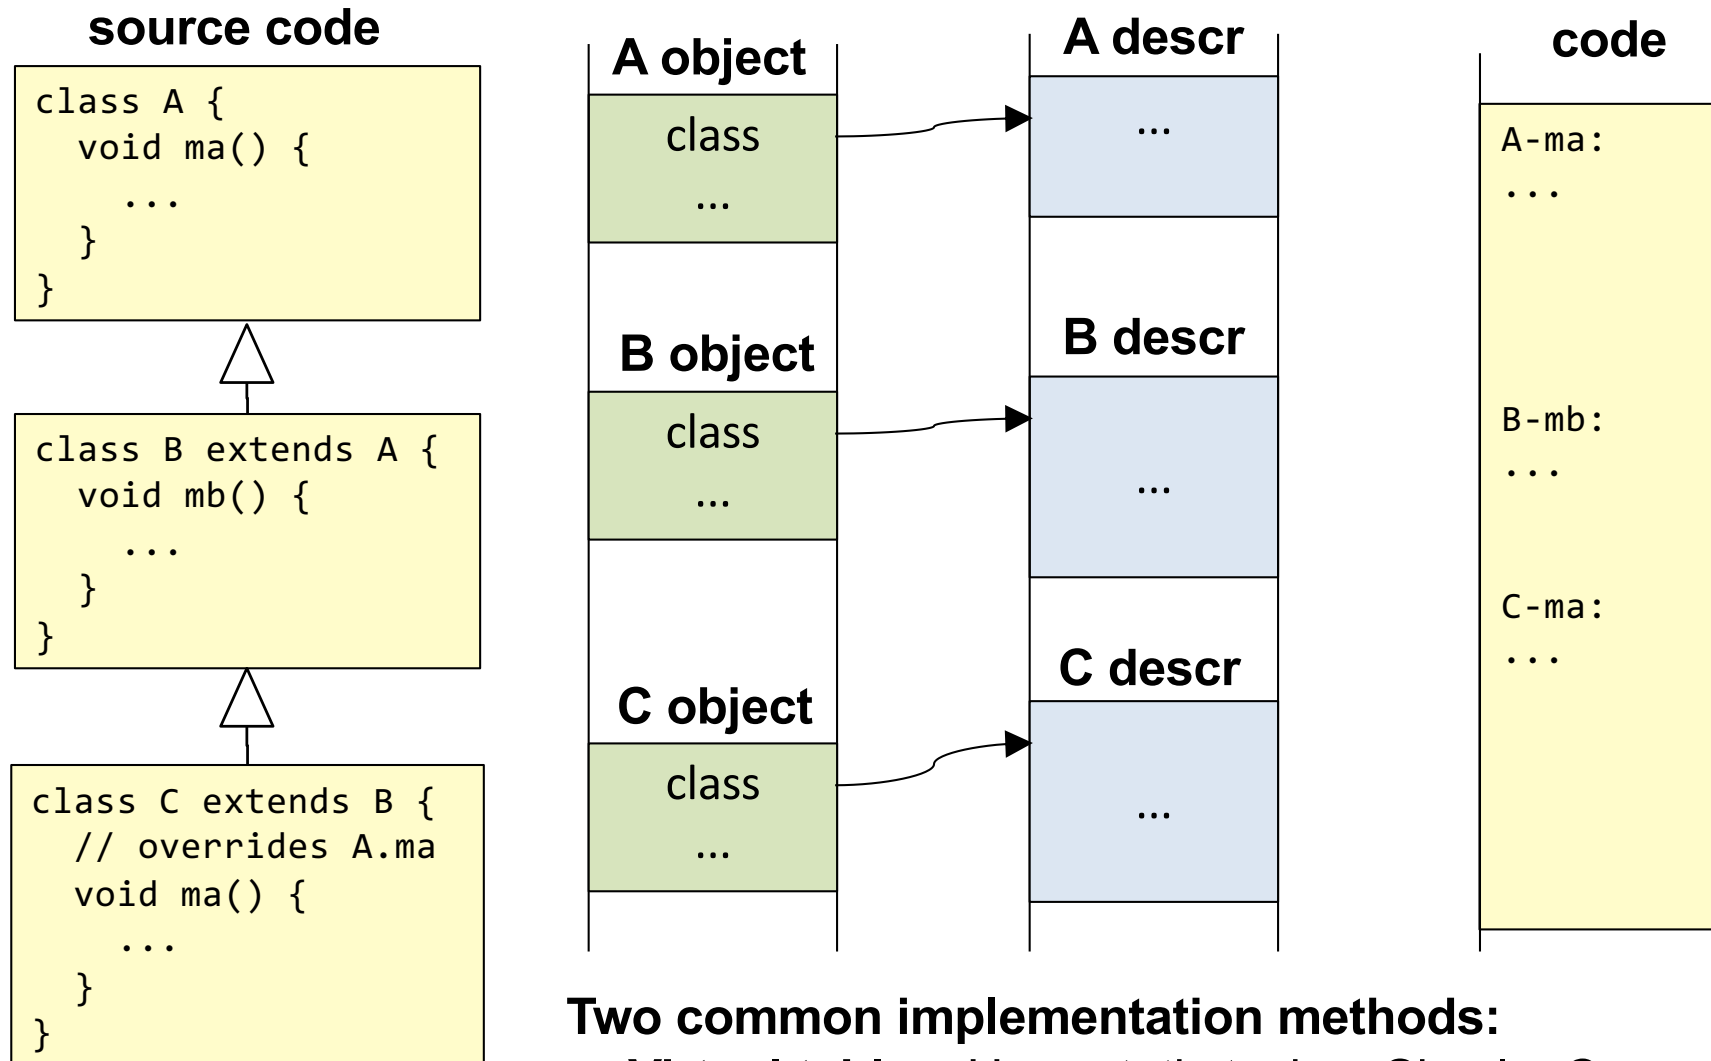 source code
class A {
void ma() {
...
}
}
class B extends A {
void mb() {
...
}
}
class C extends B {
// overrides A.ma
void ma() {
...
}
}
A object
class
...
B object
class
...
C object
class
...
A descr
...
B descr
...
C descr
...
code
A-ma:
...
B-mb:
...
C-ma:
...
Two common implementation methods: